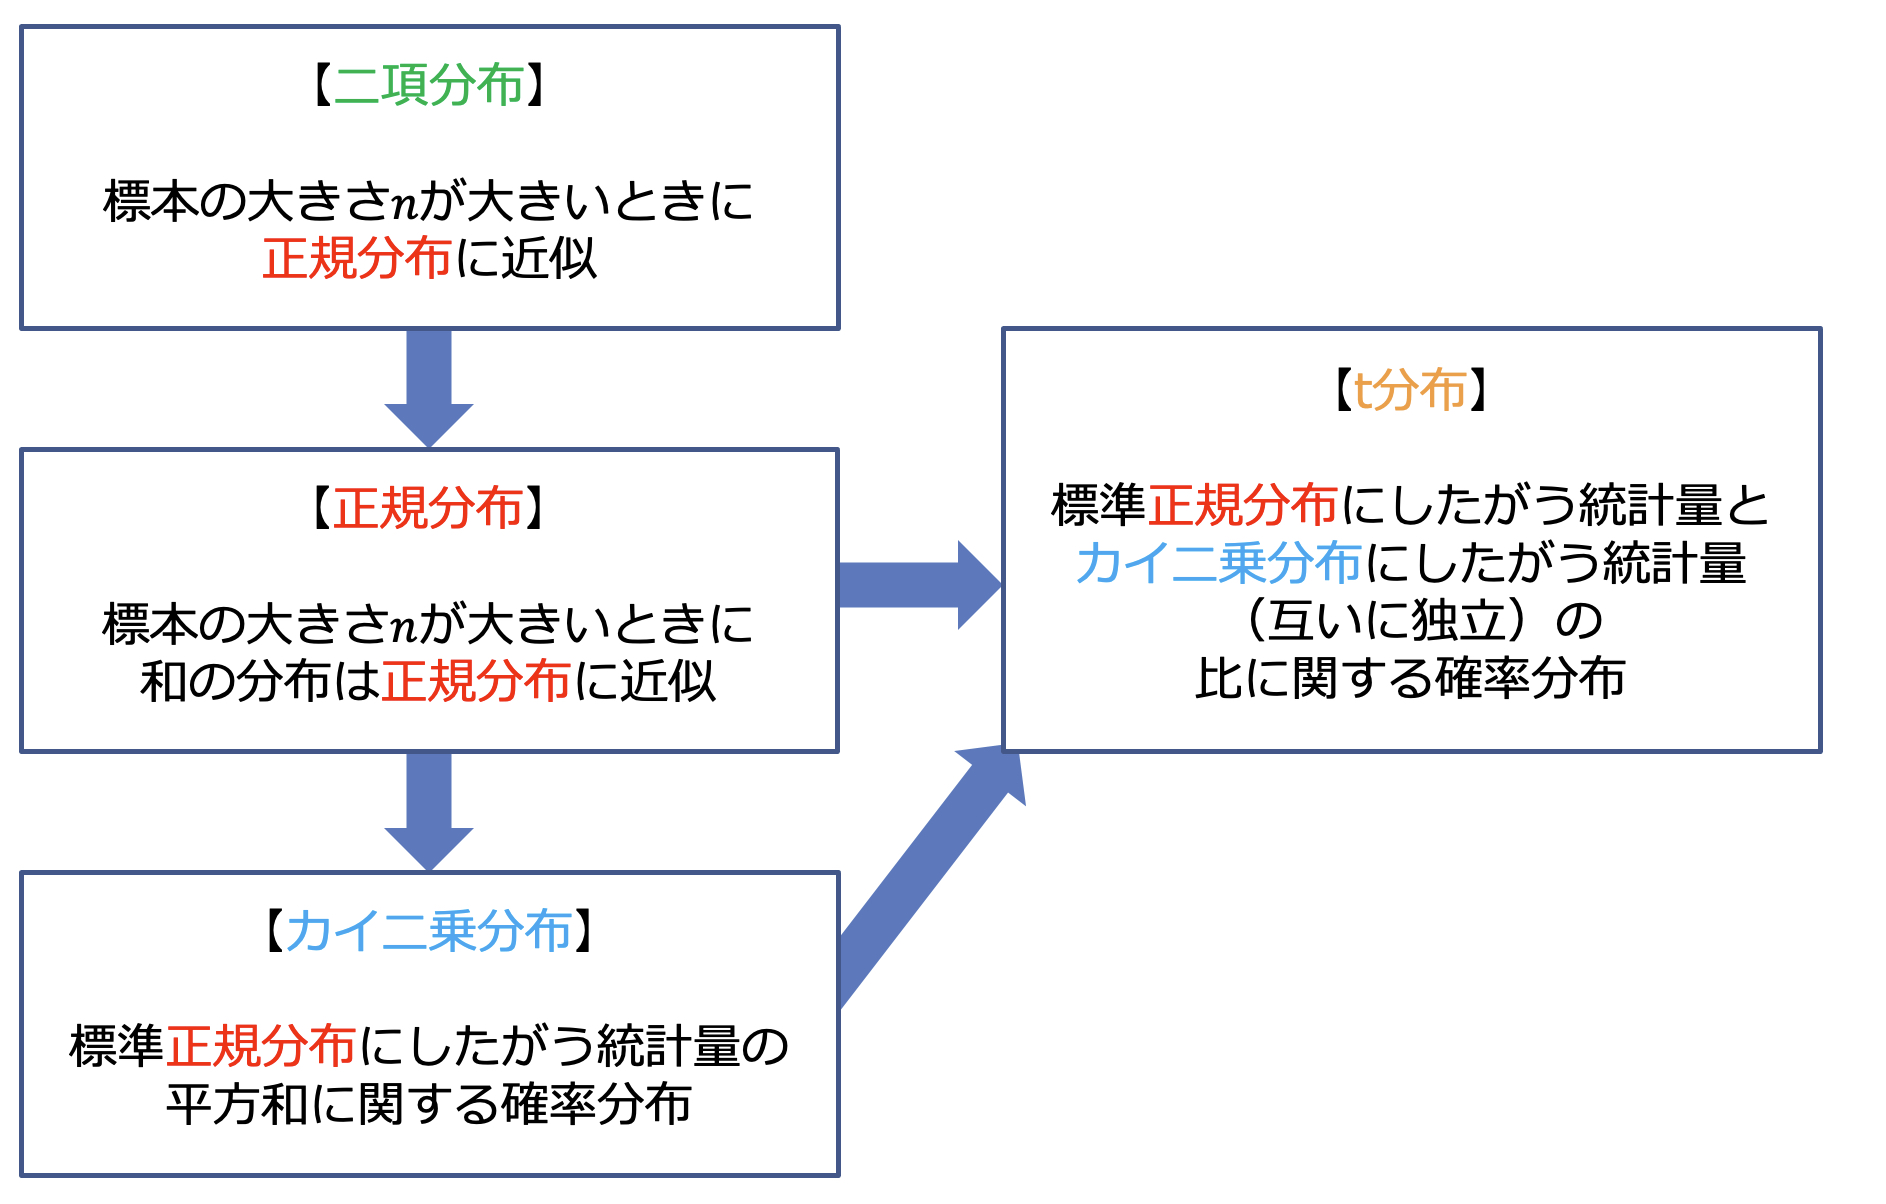 【二項分布】
標本の大きさnが大きいときに
正規分布に近似
【正規分布】
標本の大きさnが大きいときに
和の分布は正規分布に近似
【カイ二乗分布】
標準正規分布にしたがう統計量の
平方和に関する確率分布
【t分布】
標準正規分布にしたがう統計量と
カイ二乗分布にしたがう統計量
（互いに独立）の
比に関する確率分布